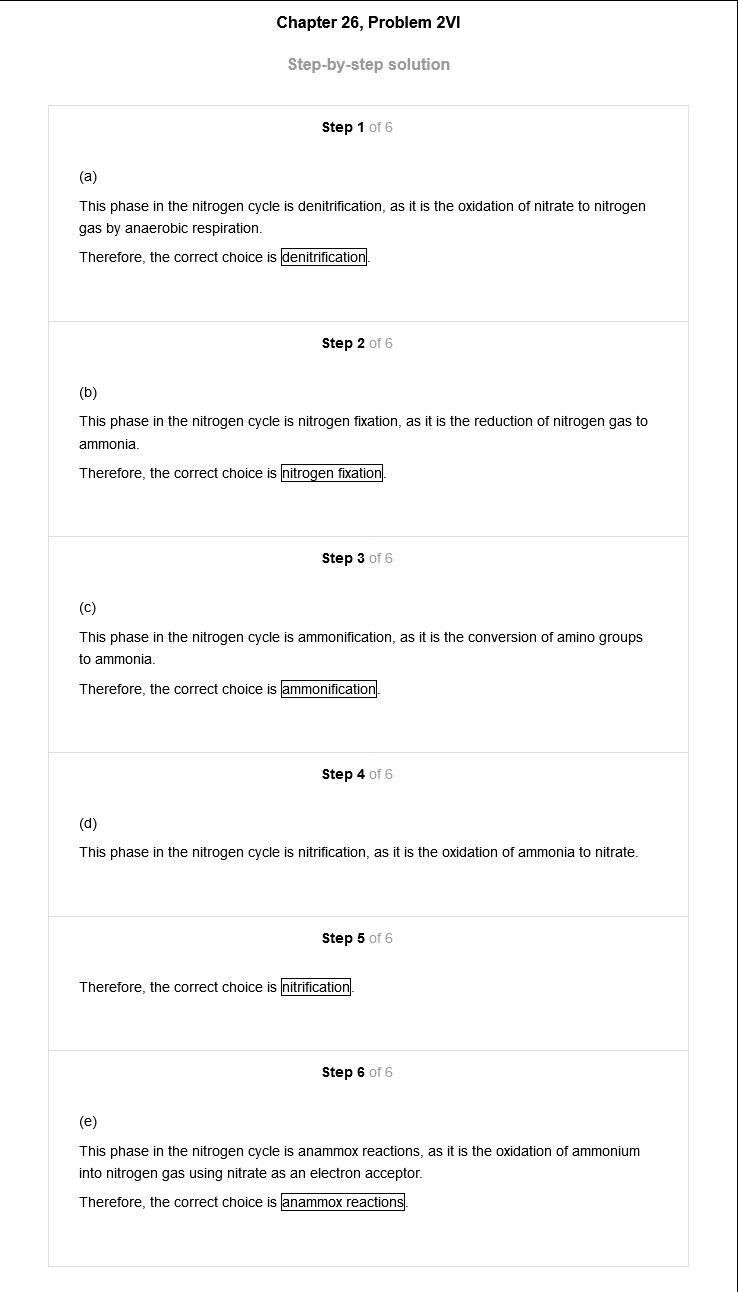 Chapter 26, Problem 2VI
Step-by-step solution
Step 1 of 6
(a)
This phase in the nitrogen cycle is denitrification, as it is the oxidation of nitrate to nitrogen
gas by anaerobic respiration.
Therefore, the correct choice is denitrification.
Step 2 of 6
(b)
This phase in the nitrogen cycle is nitrogen fixation, as it is the reduction of nitrogen gas to
ammonia.
Therefore, the correct choice is nitrogen fixation.
Step 3 of 6
(c)
This phase in the nitrogen cycle is ammonification, as it is the conversion of amino groups
to ammonia.
Therefore, the correct choice is ammonification.
Step 4 of 6
(d)
This phase in the nitrogen cycle is nitrification, as it is the oxidation of ammonia to nitrate.
Step 5 of 6
Therefore, the correct choice is nitrification.
Step 6 of 6
(e)
This phase in the nitrogen cycle is anammox reactions, as it is the oxidation of ammonium
into nitrogen gas using nitrate as an electron acceptor.
Therefore, the correct choice is anammox reactions.